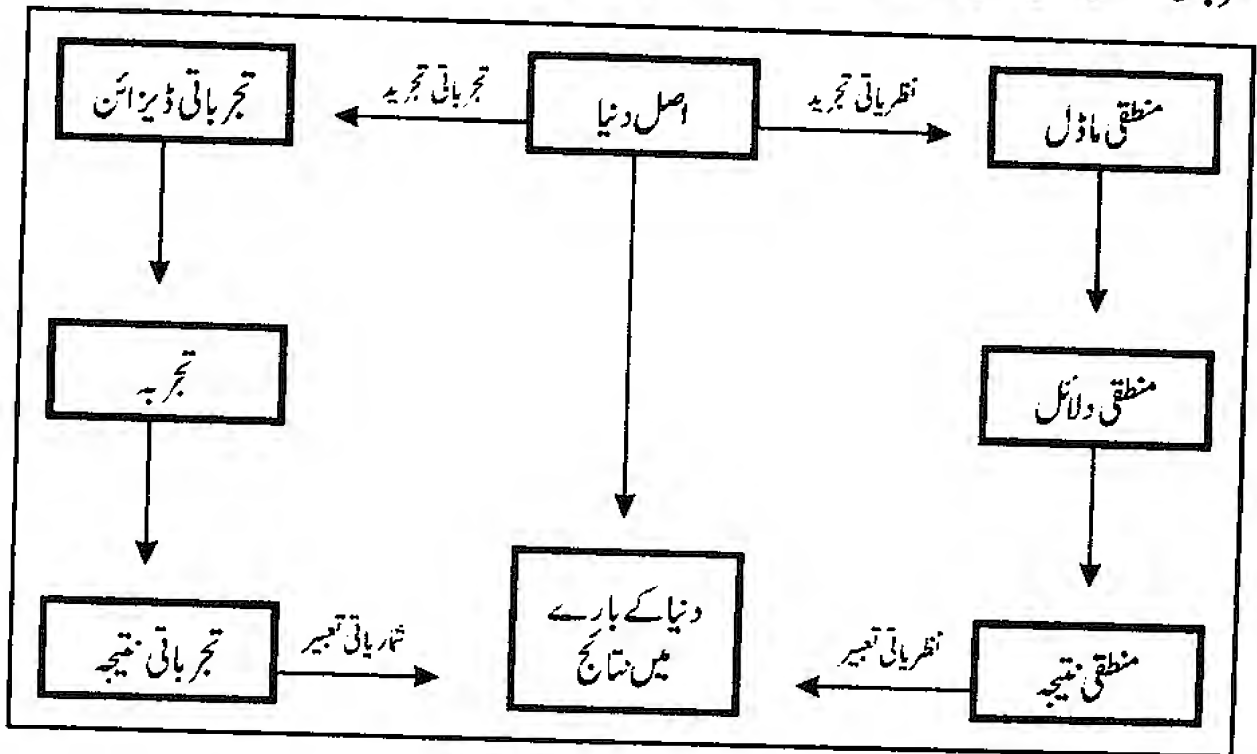 منطقی ماڈل
نظریاتی تجرید
اصل دنیا
تجرباتی تجرید
تجرباتی ڈیزائن
منطقی دلائل
تجربہ
منطقی نتیجہ
نظریاتی تعبیر
دنیا کے بارے
میں نتائج
شماریاتی تعبیر
تجرباتی نتیجہ